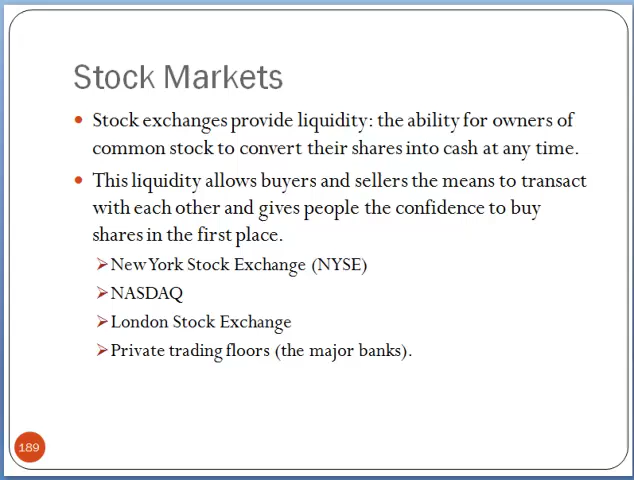 Stock Markets
Stock exchanges provide liquidity: the ability for owners of
common stock to convert their shares into cash at any time.
This liquidity allows buyers and sellers the means to transact
with each other and gives people the confidence to buy
shares in the first place.
New York Stock Exchange (NYSE)
NASDAQ
London Stock Exchange
Private trading floors (the major banks).
189